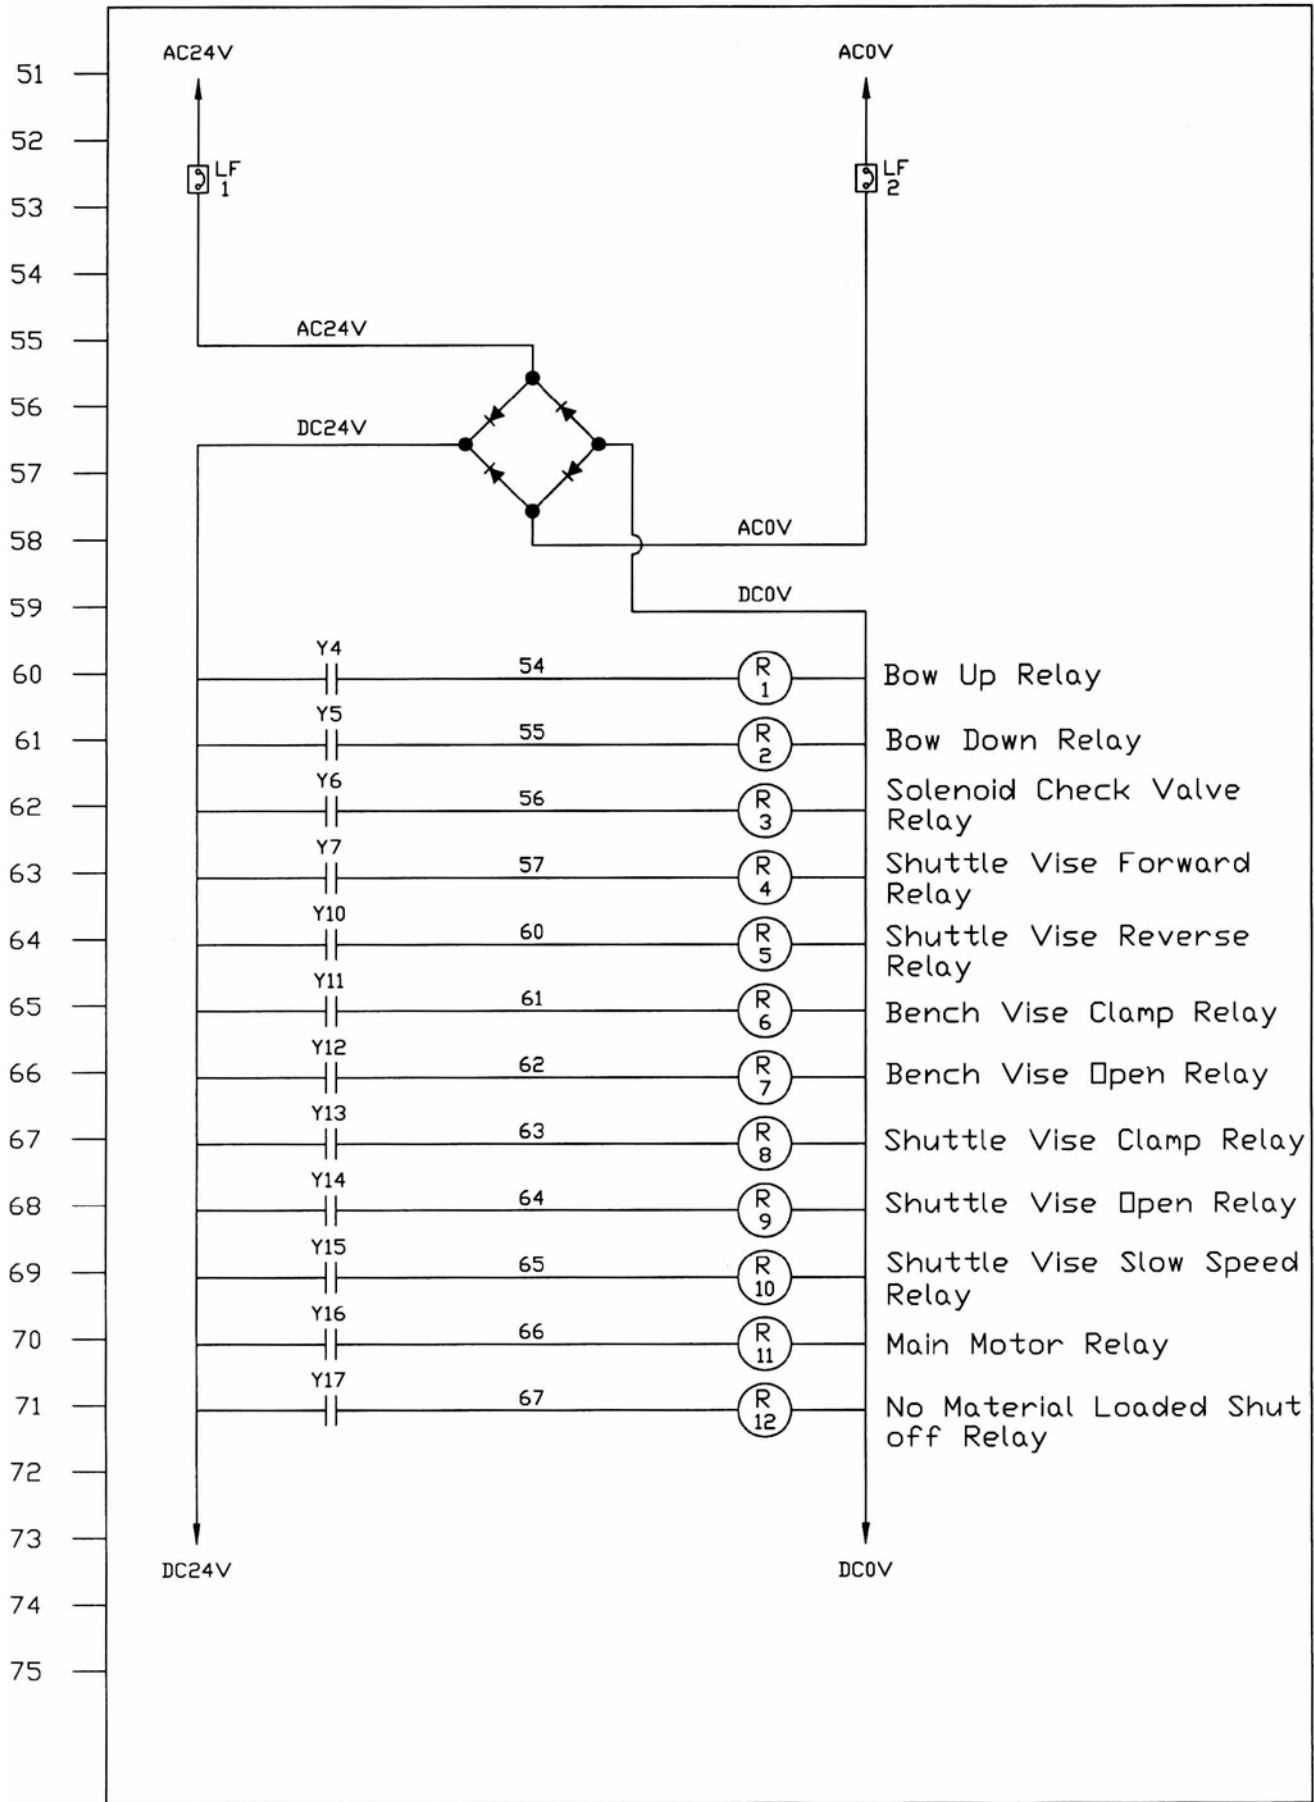 AC24V AC0V
51
52
LF 1 LF 2
53
54
AC24V
55
56
DC24V
57
AC0V
58
DC0V
59
Y4
60 54 R 1 Bow Up Relay
Y5
61 55 R 2 Bow Down Relay
Y6
62 56 R 3 Solenoid Check Valve
Relay
Y7
63 57 R 4 Shuttle Vise Forward
Relay
Y10
64 60 R 5 Shuttle Vise Reverse
Relay
Y11
65 61 R 6 Bench Vise Clamp Relay
Y12
66 62 R 7 Bench Vise Open Relay
Y13
67 63 R 8 Shuttle Vise Clamp Relay
Y14
68 64 R 9 Shuttle Vise Open Relay
Y15
69 65 R 10 Shuttle Vise Slow Speed
Relay
Y16
70 66 R 11 Main Motor Relay
Y17
71 67 R 12 No Material Loaded Shut
off Relay
72
73
DC24V DC0V
74
75